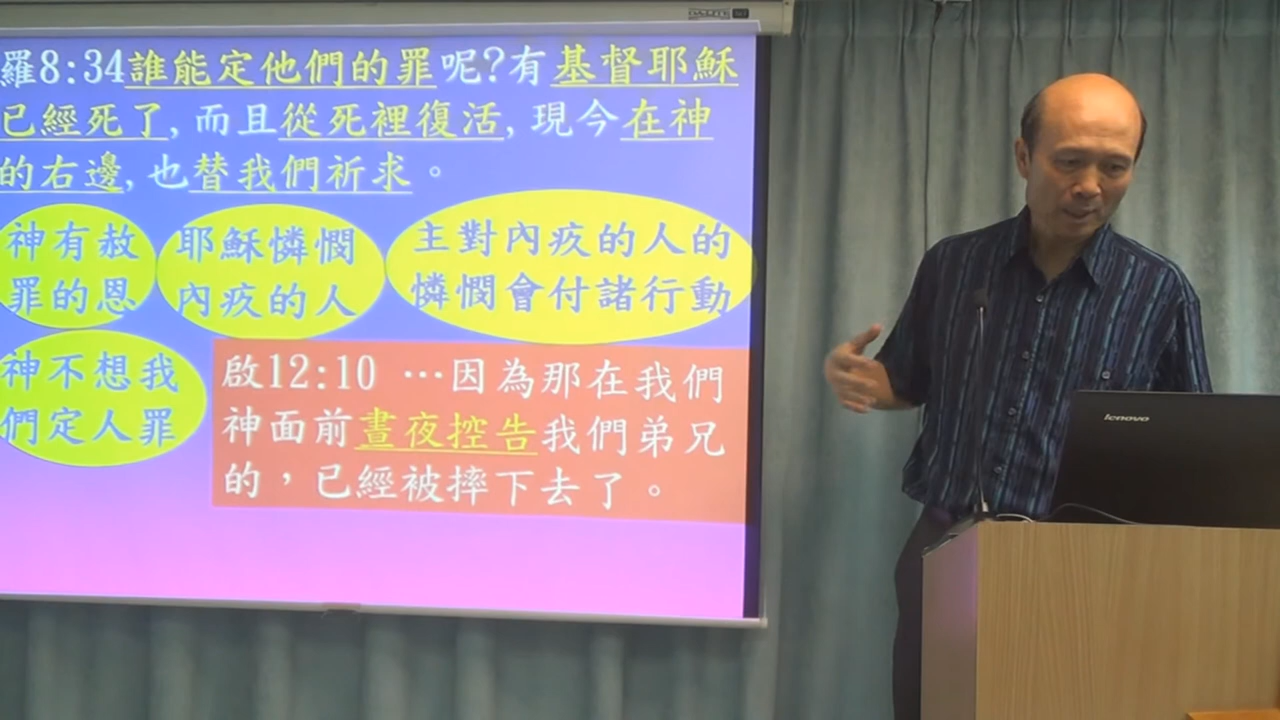 羅8:34誰能定他們的罪呢?有基督耶穌
已經死了,而且從死裡復活,現今在神
的右邊,也替我們祈求。
神有赦
罪的恩
耶穌憐憫
內疚的人
主對內疚的人的
憐憫會付諸行動
神不想我
們定人罪
啟12:10 …因為那在我們
神面前晝夜控告我們弟兄
的,已經被摔下去了。
lenovo